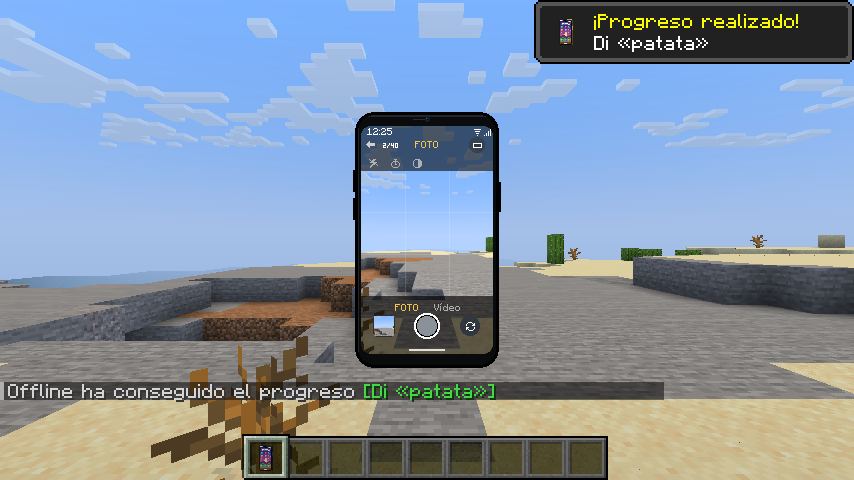 ¡Progreso realizado!
Di «patata»
12:25
2/40 FOTO
FOTO Vídeo
Offline ha conseguido el progreso [Di «patata»]